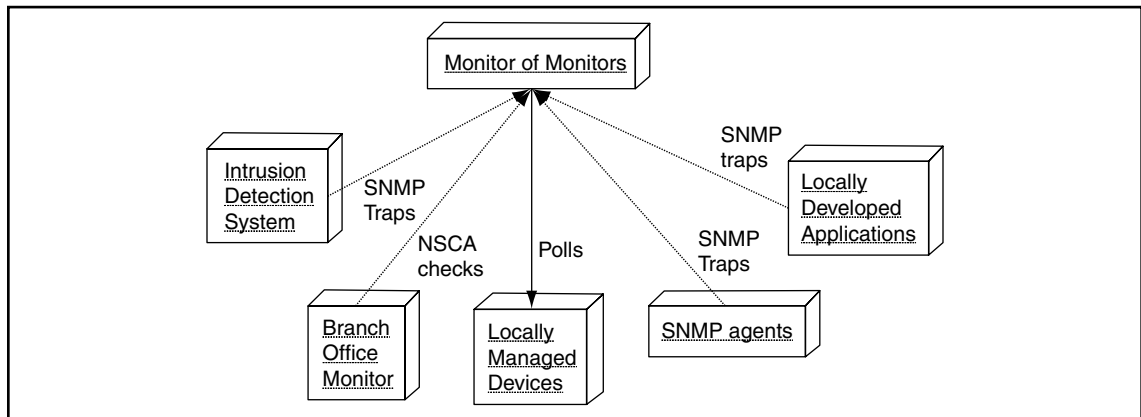 Monitor of Monitors
SNMP
traps
Intrusion
Detection
System
SNMP
Traps
Locally
Developed
Applications
NSCA
checks
Polls
SNMP
Traps
Branch
Office
Monitor
Locally
Managed
Devices
SNMP agents